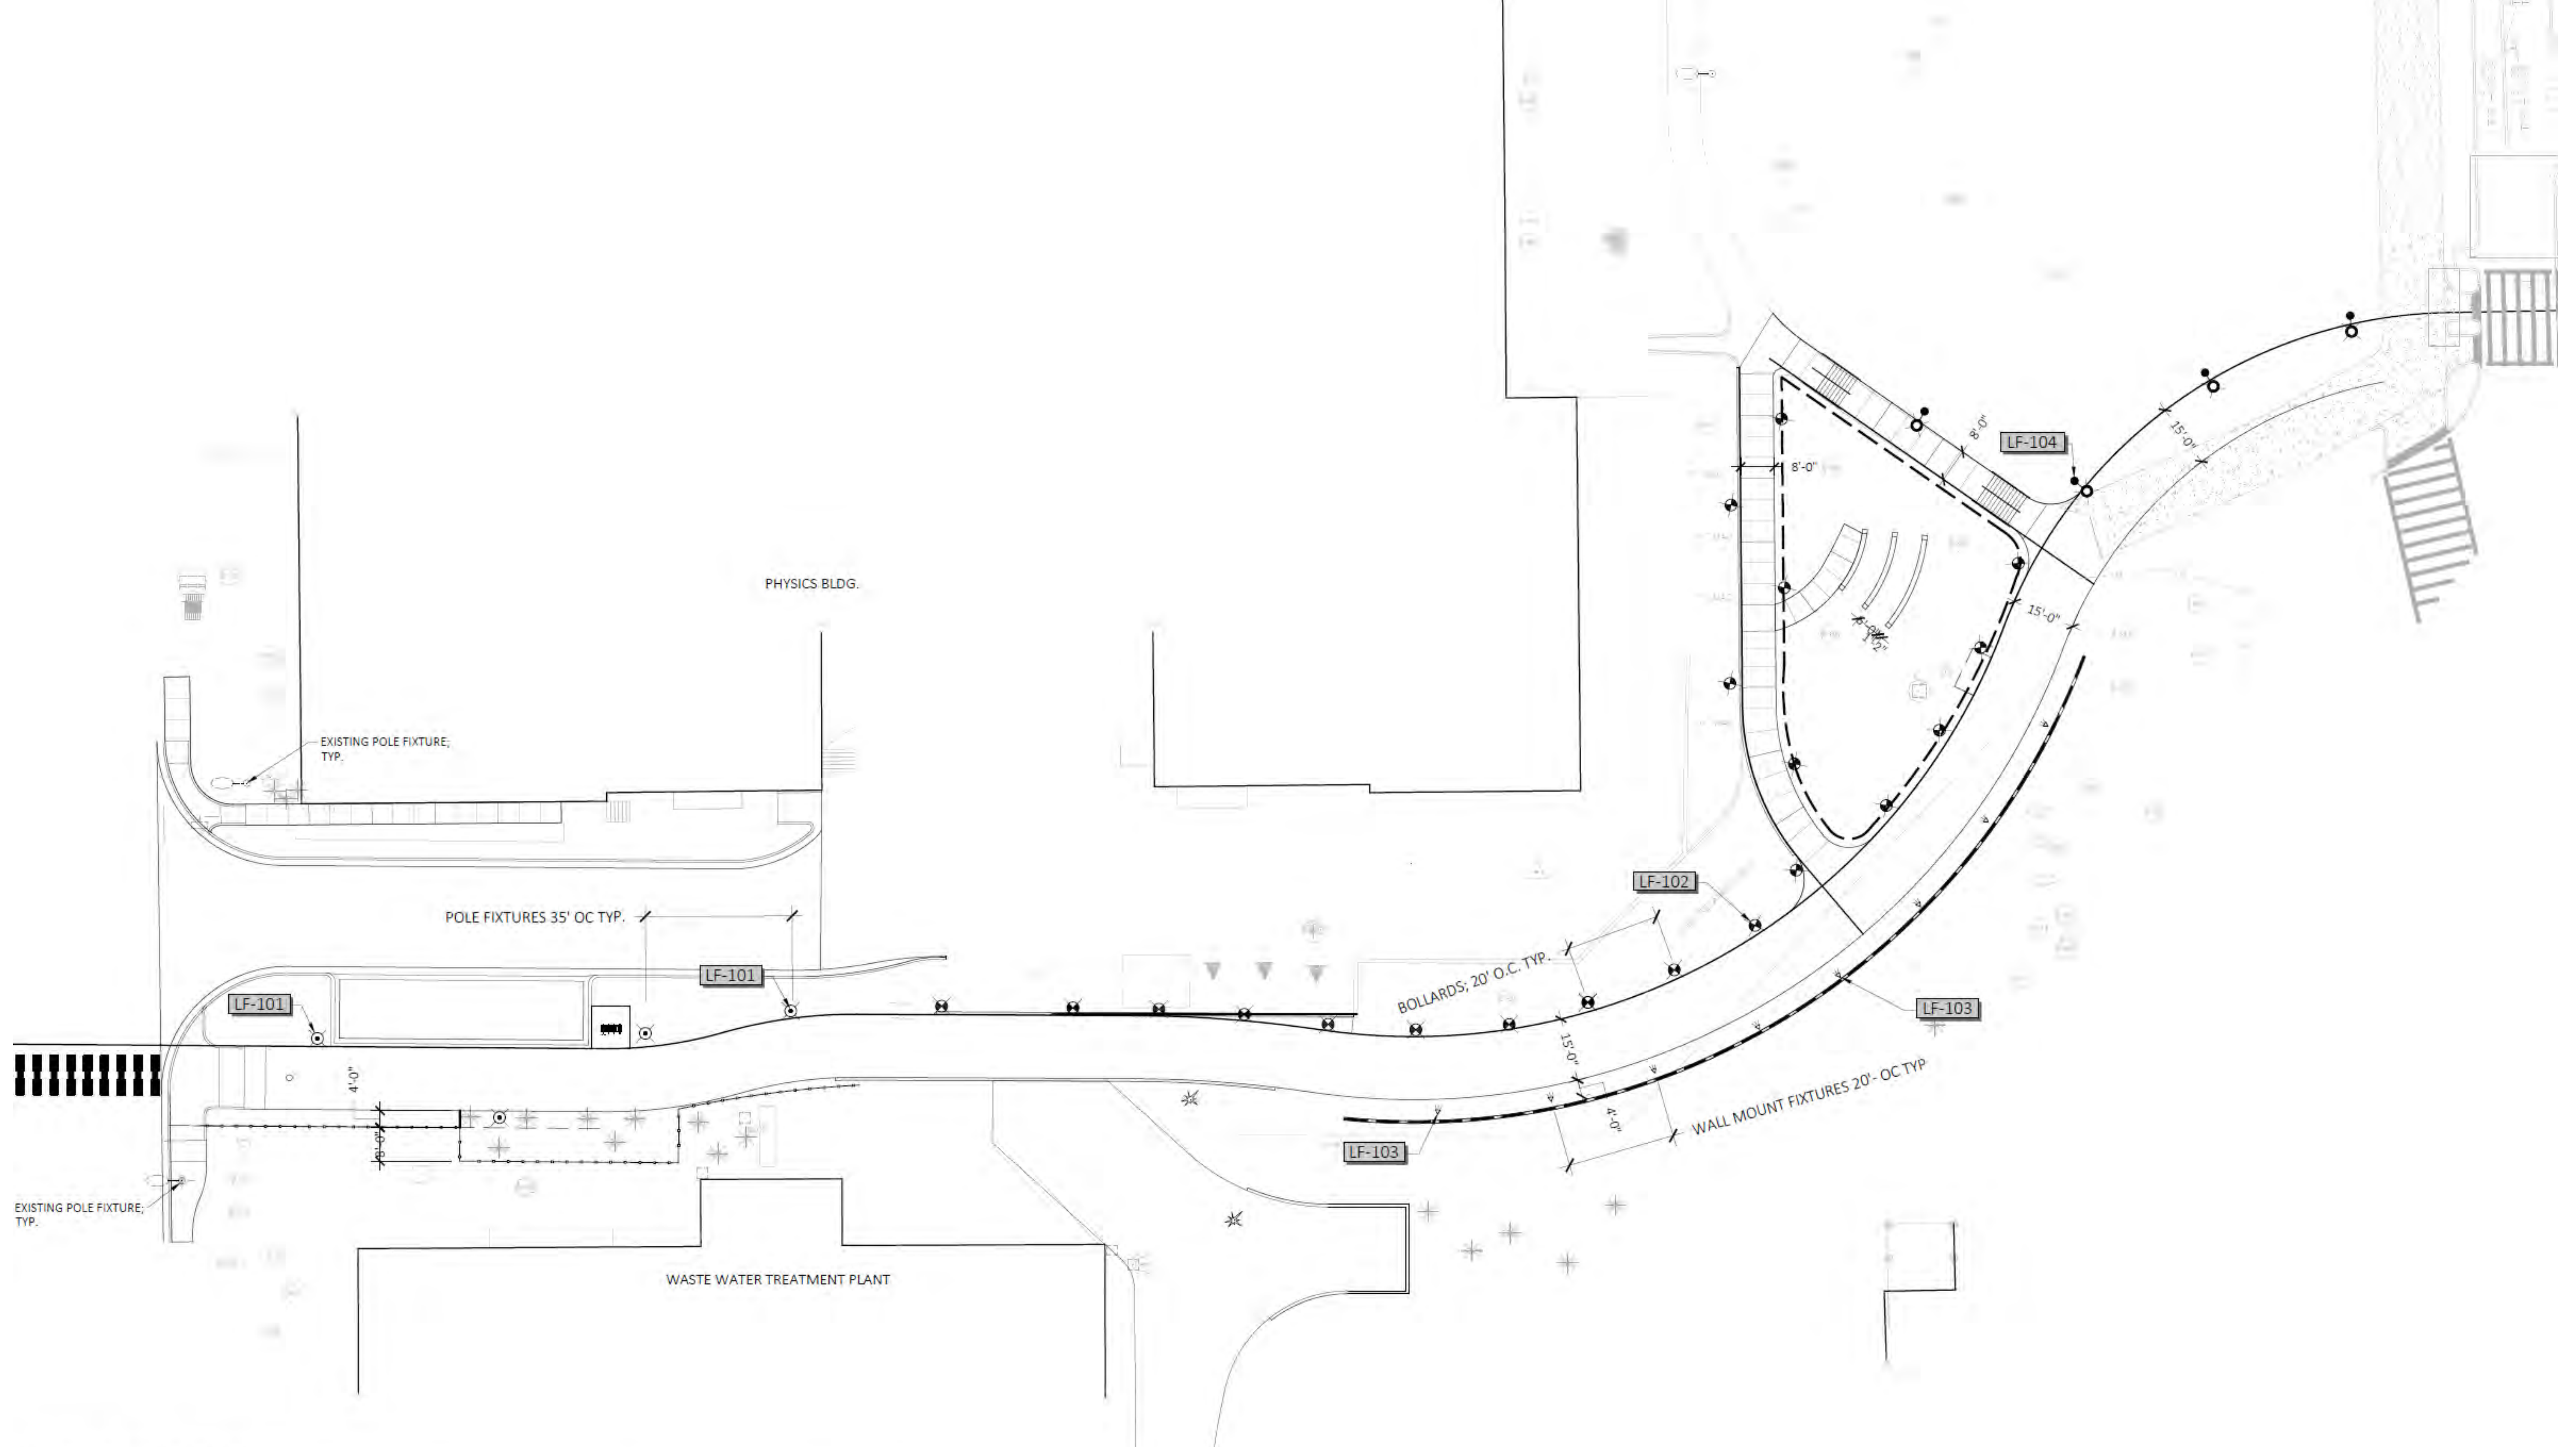 8'-0"
LF-104
15'-0"
8'-0"
PHYSICS BLDG.
15'-0"
EXISTING POLE FIXTURE;
TYP.
LF-102
POLE FIXTURES 35' OC TYP.
LF-101
BOLLARDS; 20' O.C. TYP.
LF-101
LF-103
15'-0"
4'-0"
WALL MOUNT FIXTURES 20'- OC TYP
4'-0"
LF-103
8'-0"
EXISTING POLE FIXTURE;
TYP.
WASTE WATER TREATMENT PLANT